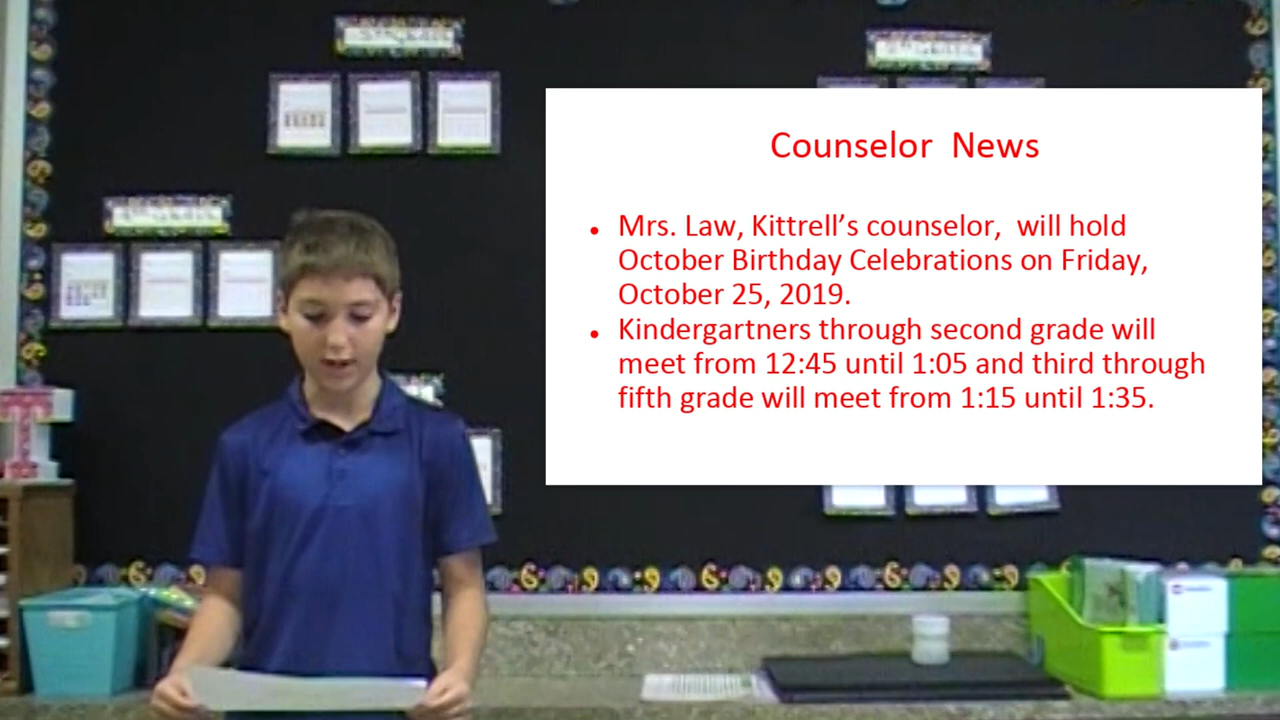 Counselor News
• Mrs. Law, Kittrell’s counselor, will hold
October Birthday Celebrations on Friday,
October 25, 2019.
• Kindergartners through second grade will
meet from 12:45 until 1:05 and third through
fifth grade will meet from 1:15 until 1:35.